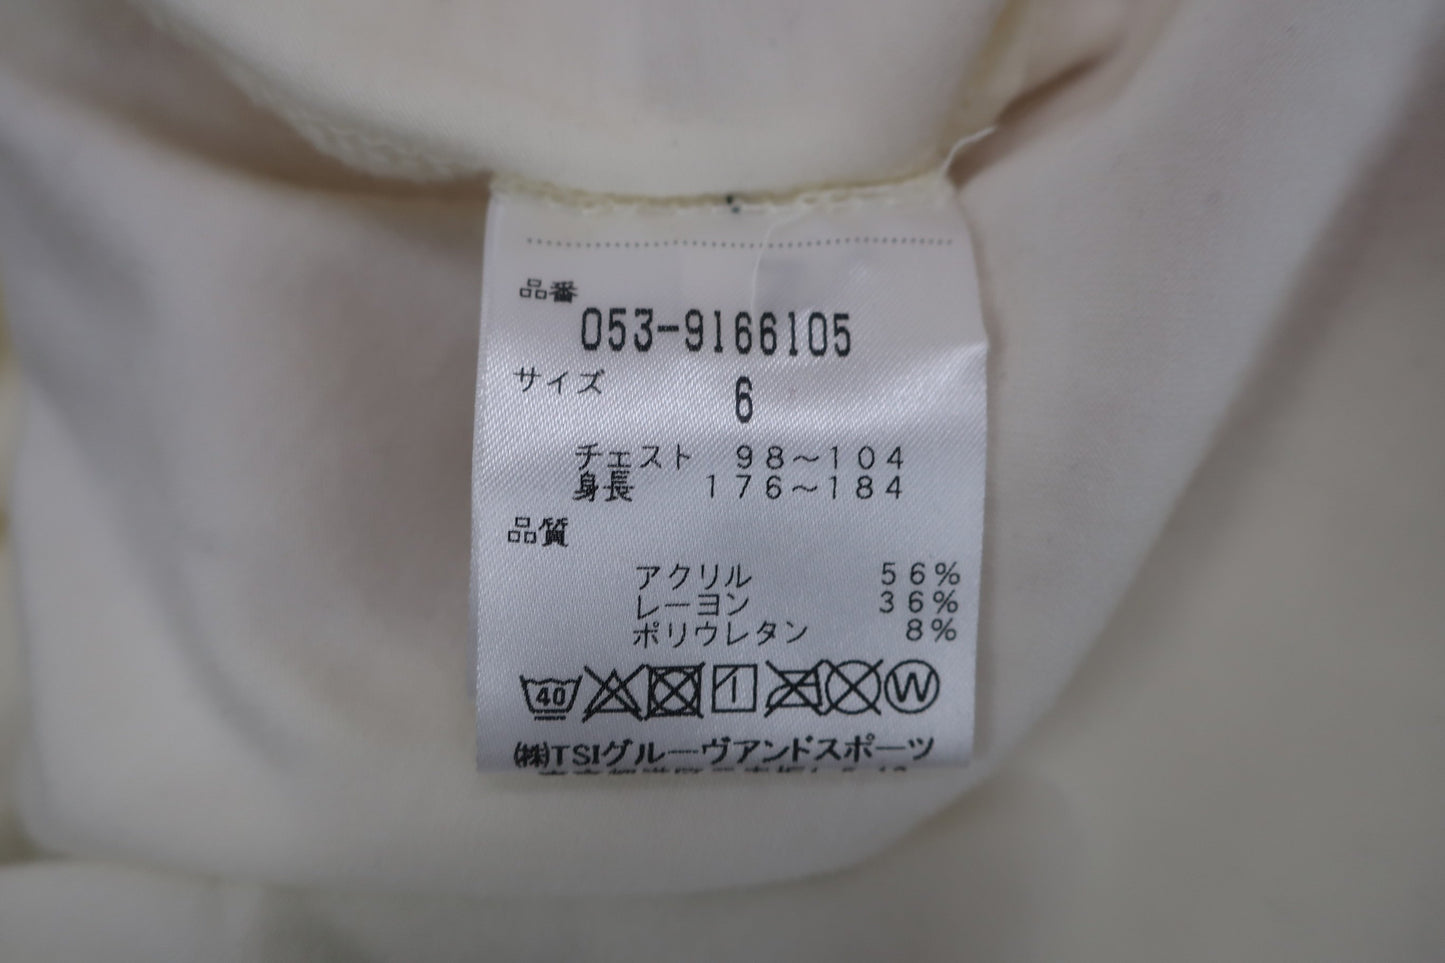 品番
053-9166105
サイズ
6
チェスト 98～104
身長 176～184
品質
アクリル 56%
レーヨン 36%
ポリウレタン 8%
40 W
㈱TSIグルーヴアンドスポーツ